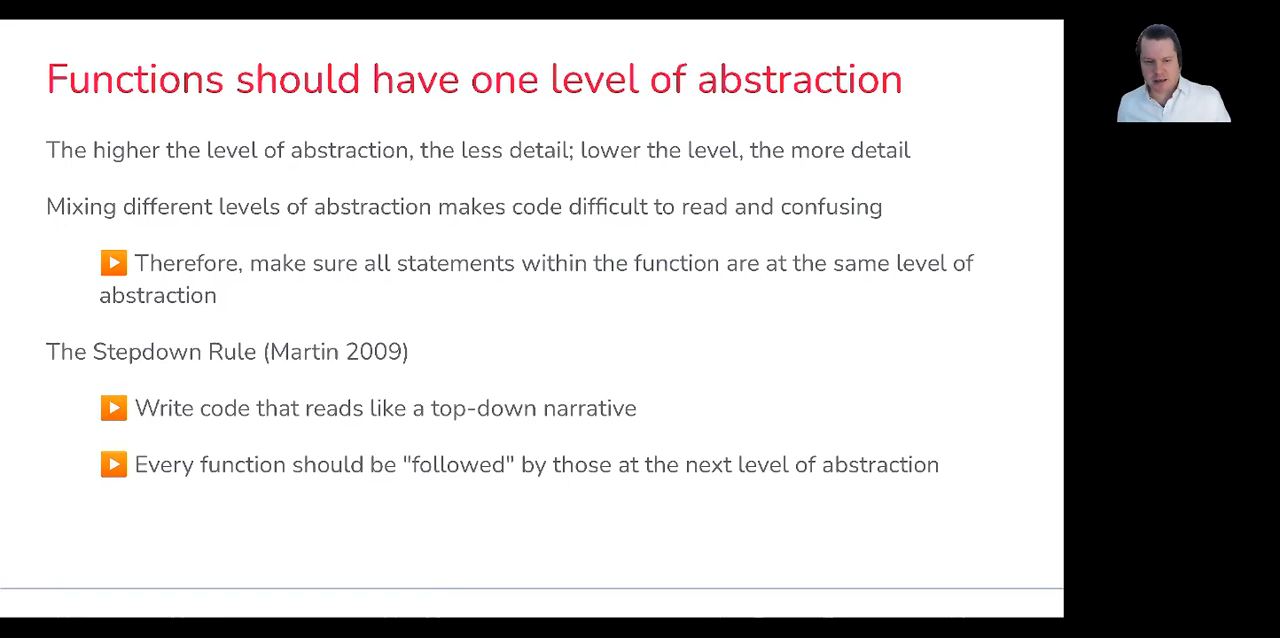 Functions should have one level of abstraction
The higher the level of abstraction, the less detail; lower the level, the more detail
Mixing different levels of abstraction makes code difficult to read and confusing
Therefore, make sure all statements within the function are at the same level of
abstraction
The Stepdown Rule (Martin 2009)
Write code that reads like a top-down narrative
Every function should be "followed" by those at the next level of abstraction